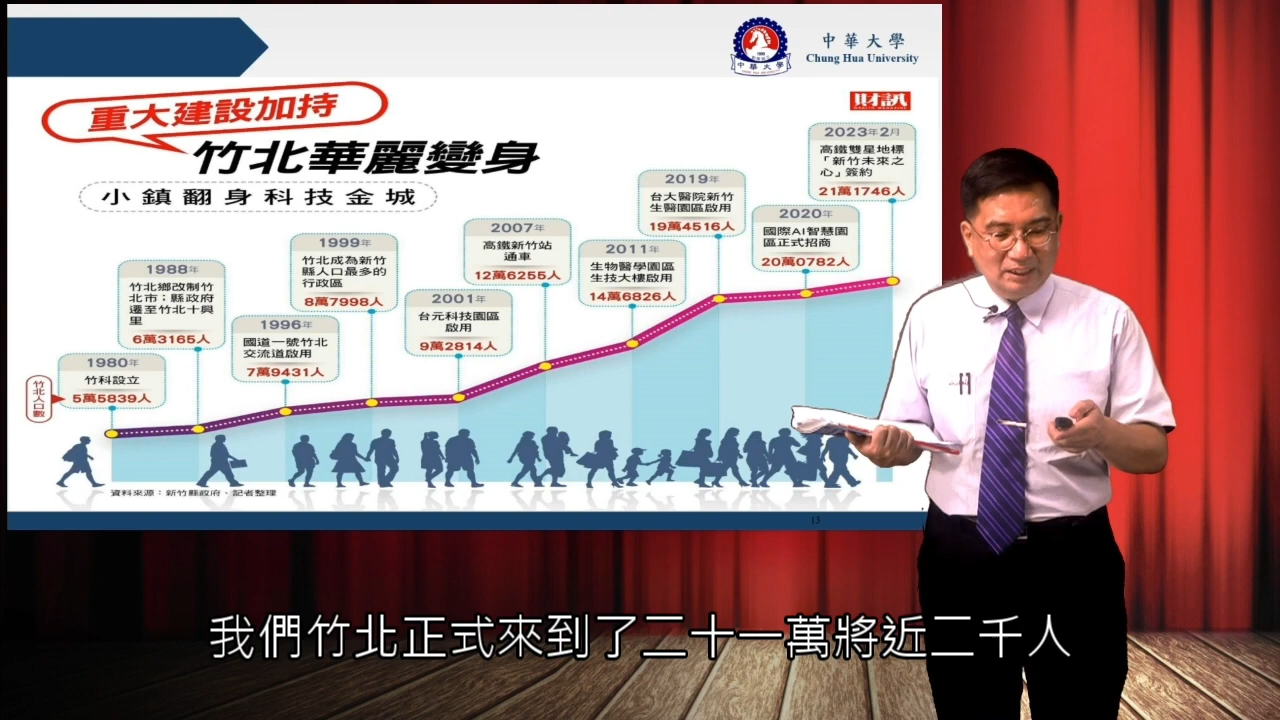 中華大學
Chung Hua University
中華大學
財訊
重大建設加持
竹北華麗變身
小鎮翻身科技金城
竹北人口數
1980年
竹科設立
5萬5839人
1988年
竹北鄉改制竹
北市；縣政府
遷至竹北十興
里
6萬3165人
1996年
國道一號竹北
交流道啟用
7萬9431人
1999年
竹北成為新竹
縣人口最多的
行政區
8萬7998人
2001年
台元科技園區
啟用
9萬2814人
2007年
高鐵新竹站
通車
12萬6255人
2011年
生物醫學園區
生技大樓啟用
14萬6826人
2019年
台大醫院新竹
生醫園區啟用
19萬4516人
2020年
國際AI智慧園
區正式招商
20萬0782人
2023年2月
高鐵雙星地標
「新竹未來之
心」簽約
21萬1746人
資料來源：新竹縣政府、記者整理
13
我們竹北正式來到了二十一萬將近二千人